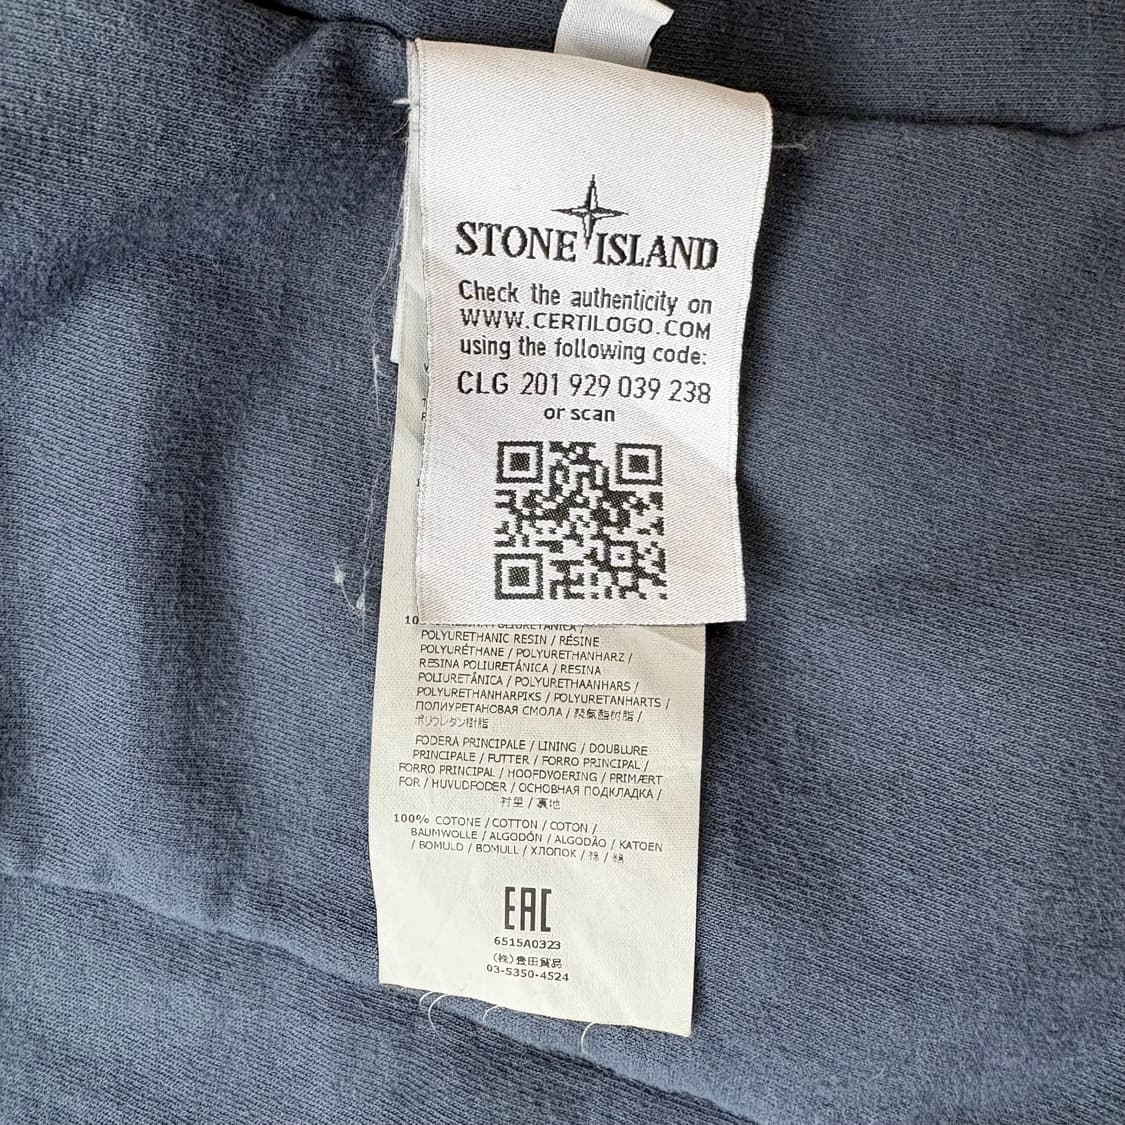 STONE ISLAND
Check the authenticity on
WWW.CERTILOGO.COM
using the following code:
CLG 201 929 039 238
or scan
POLYURETHANIC RESIN / RÉSINE
POLYURÉTHANE / POLYURETHANHARZ /
RESINA POLIURETÁNICA / RESINA
POLIURETÂNICA / POLYURETHAANHARS /
POLYURETHANHARPIKS / POLYURETANHARTS /
ПОЛИУРЕТАНОВАЯ СМОЛА / 聚氨酯树脂 /
ポリウレタン樹脂
FODERA PRINCIPALE / LINING / DOUBLURE
PRINCIPALE / FUTTER / FORRO PRINCIPAL /
FORRO PRINCIPAL / HOOFDVOERING / PRIMÆRT
FOR / HUVUDFODER / ОСНОВНАЯ ПОДКЛАДКА /
衬里 / 裏地
100% COTONE / COTTON / COTON /
BAUMWOLLE / ALGODÓN / ALGODÃO / KATOEN
/ BOMULD / BOMULL / ХЛОПОК / 棉 / 綿
EAC
6515A0323
(株) 豊田貿易
03-5350-4524